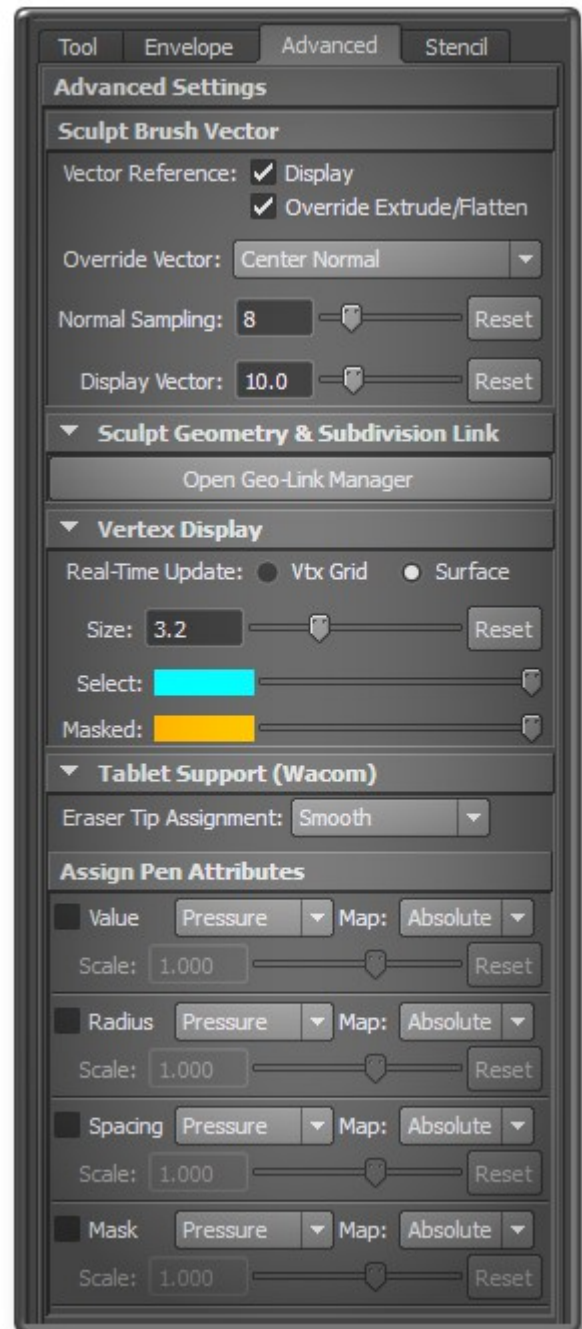 Tool Envelope Advanced Stencil
Advanced Settings
Sculpt Brush Vector
Vector Reference: Display
Override Extrude/Flatten
Override Vector: Center Normal
Normal Sampling: 8 Reset
Display Vector: 10.0 Reset
Sculpt Geometry & Subdivision Link
Open Geo-Link Manager
Vertex Display
Real-Time Update: Vtx Grid Surface
Size: 3.2 Reset
Select:
Masked:
Tablet Support (Wacom)
Eraser Tip Assignment: Smooth
Assign Pen Attributes
Value Pressure Map: Absolute
Scale: 1.000 Reset
Radius Pressure Map: Absolute
Scale: 1.000 Reset
Spacing Pressure Map: Absolute
Scale: 1.000 Reset
Mask Pressure Map: Absolute
Scale: 1.000 Reset